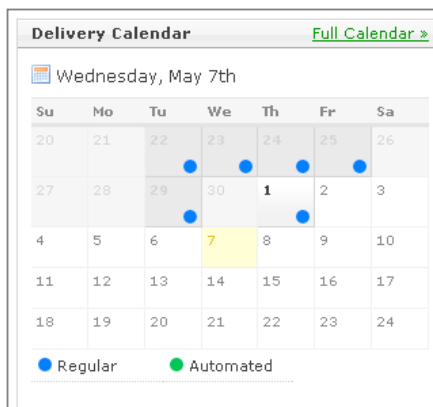 Delivery Calendar Full Calendar »
Wednesday, May 7th
Su Mo Tu We Th Fr Sa
20 21 22 23 24 25 26
27 28 29 30 1 2 3
4 5 6 7 8 9 10
11 12 13 14 15 16 17
18 19 20 21 22 23 24
Regular Automated